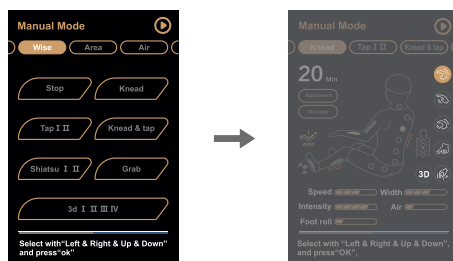 Manual Mode
Wise Area Air
Stop Knead
Tap I II Knead & tap
Shiatsu I II Grab
3d I II III IV
Select with“Left & Right & Up & Down”
and press“ok”
Manual Mode
Knead Tap I II Knead & tap
20 Min
3D
Speed Width
Intensity Air
Foot roll
Select with“Left & Right & Up & Down”
and press“OK”,